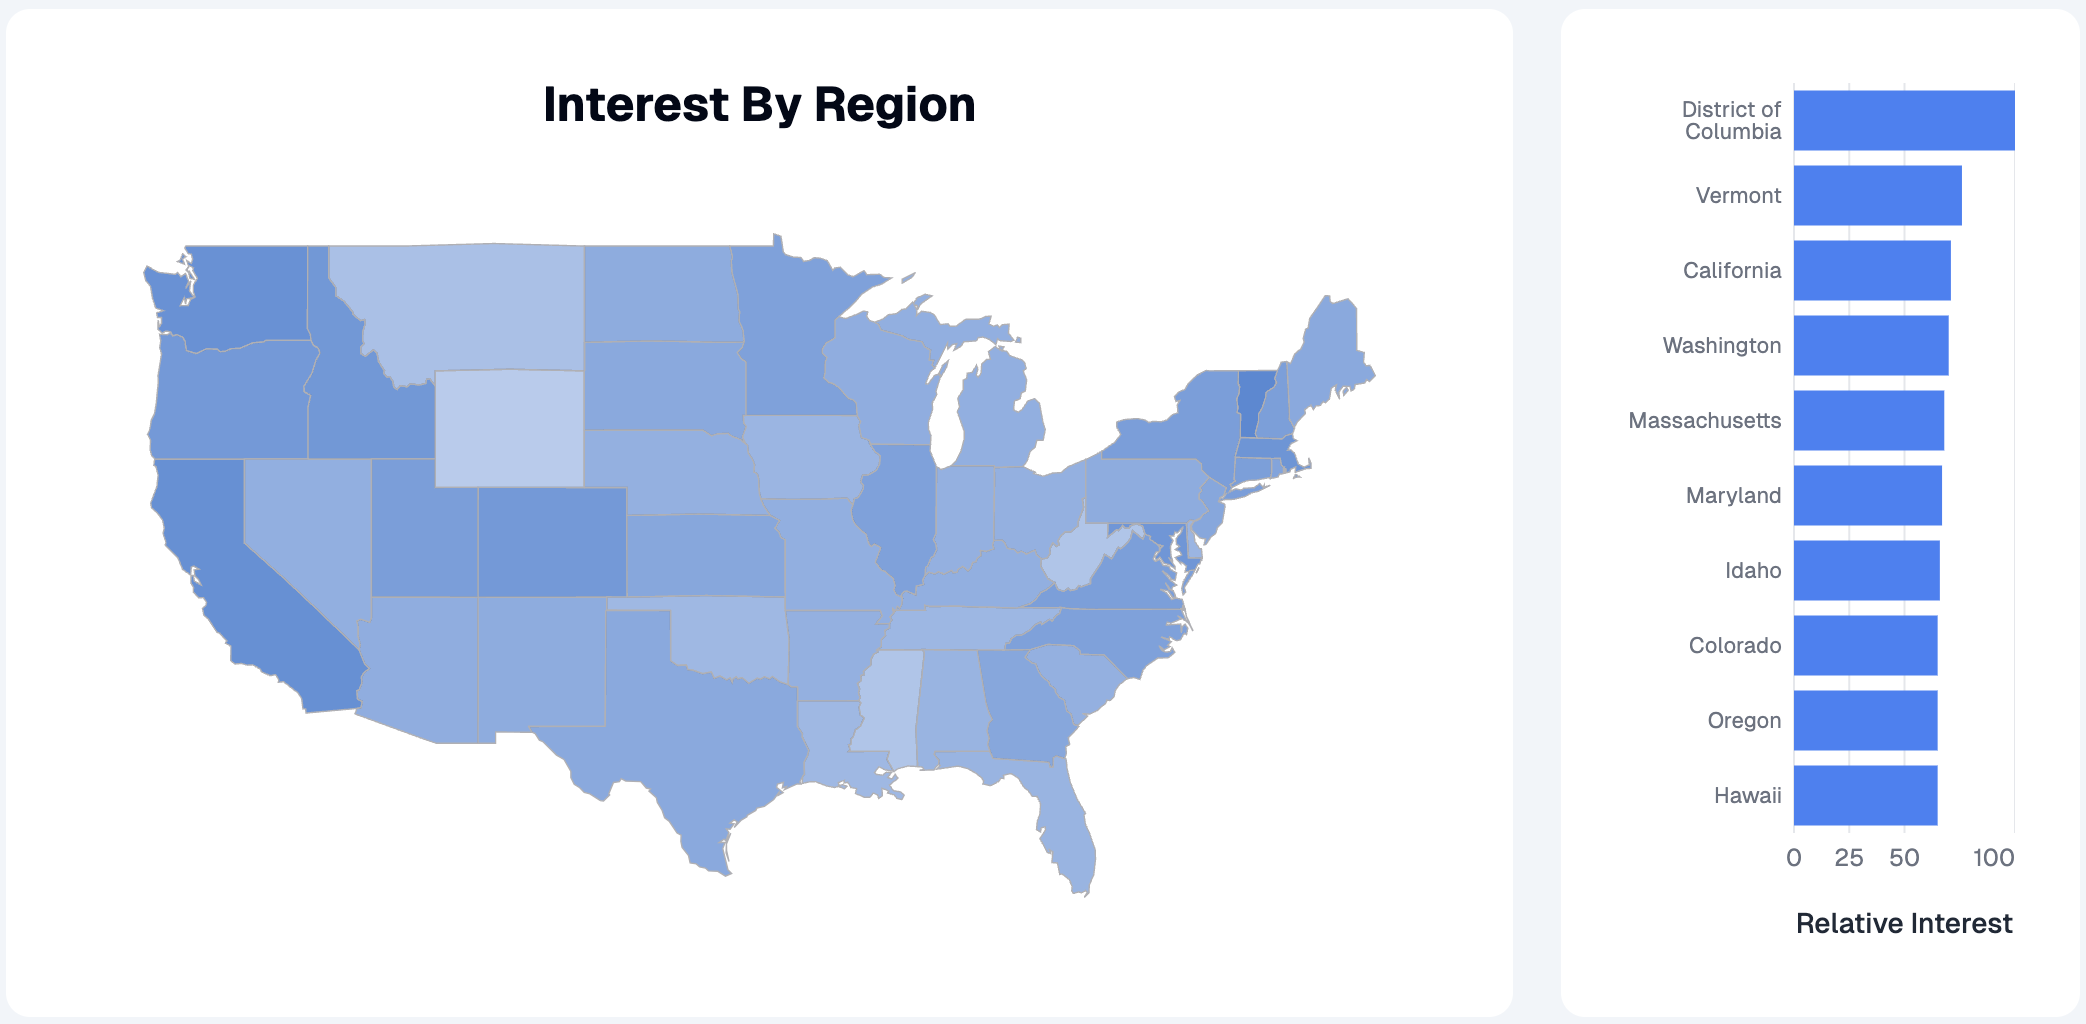 Interest By Region
District of
Columbia
Vermont
California
Washington
Massachusetts
Maryland
Idaho
Colorado
Oregon
Hawaii
0 25 50 100
Relative Interest